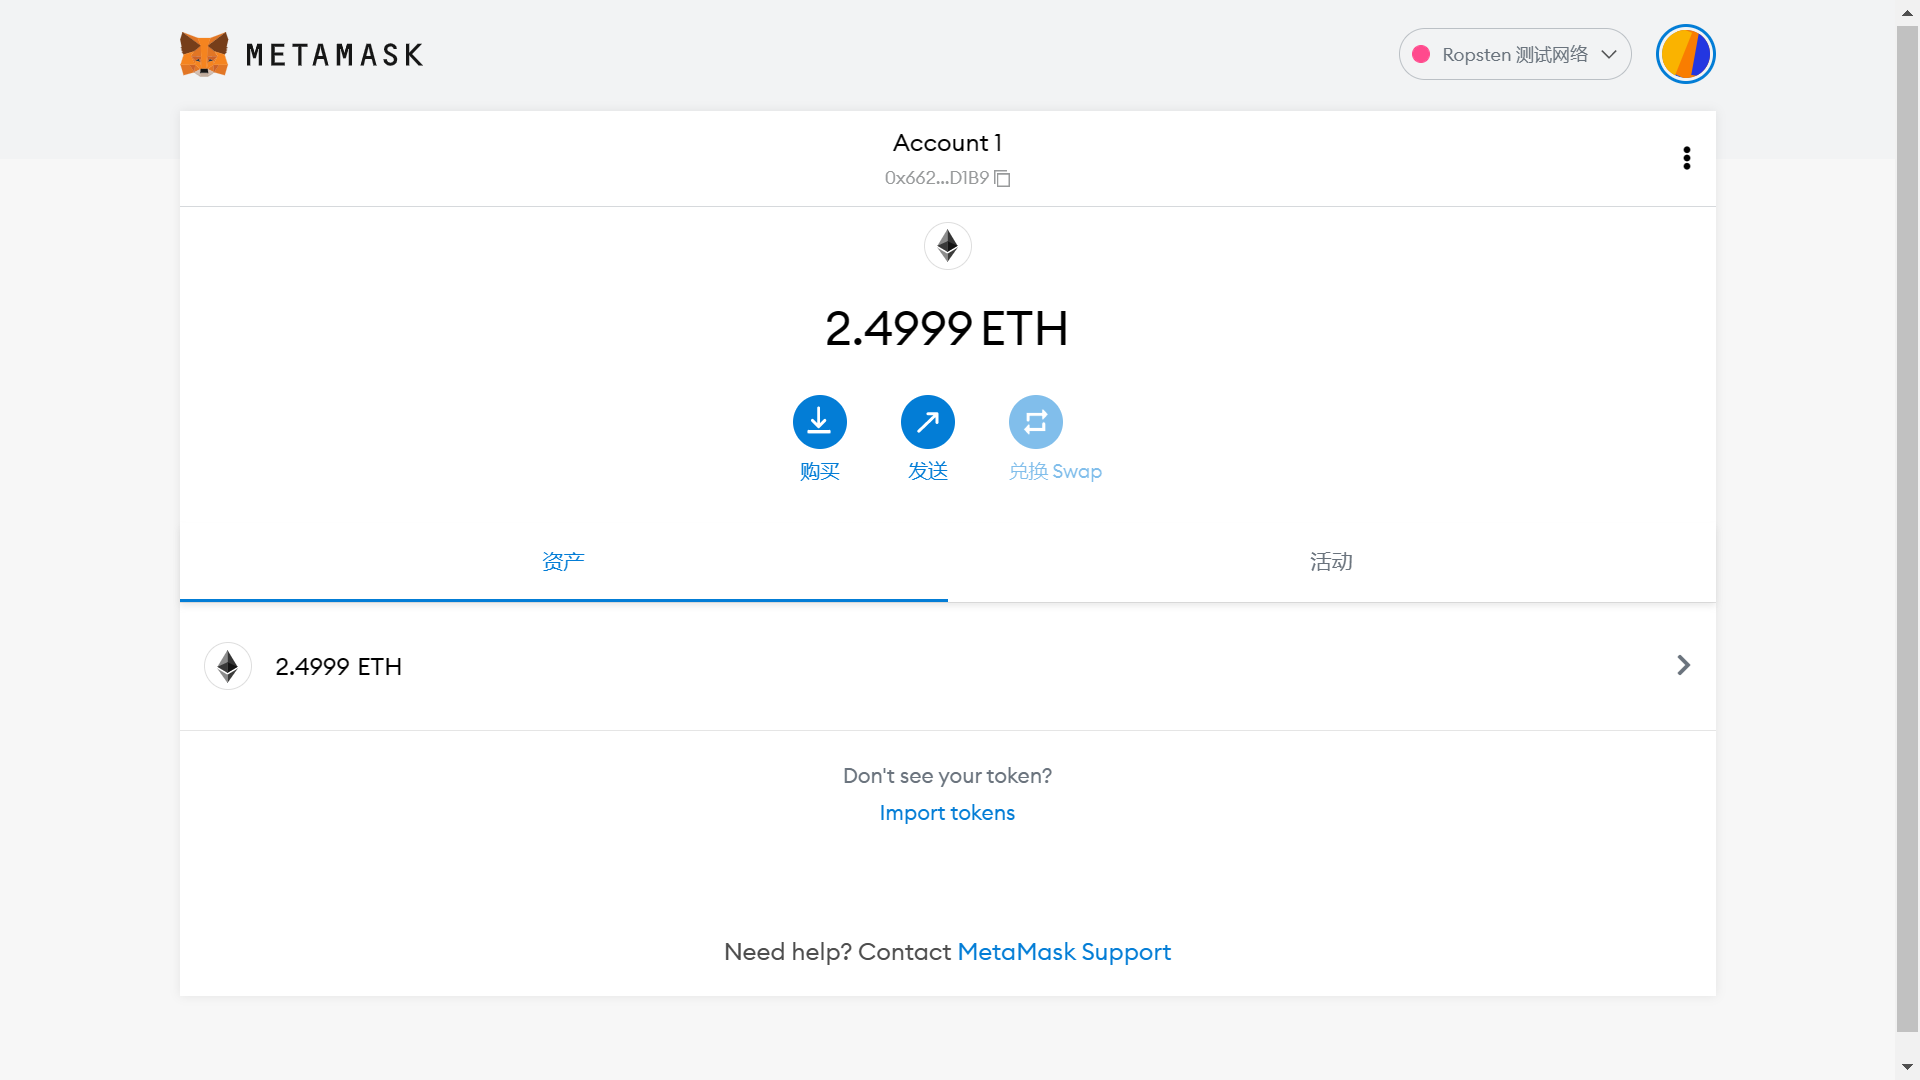 METAMASK
Ropsten 测试网络
Account 1
0x662...D1B9
2.4999 ETH
购买
发送
兑换 Swap
资产
活动
2.4999 ETH
Don't see your token?
Import tokens
Need help? Contact MetaMask Support